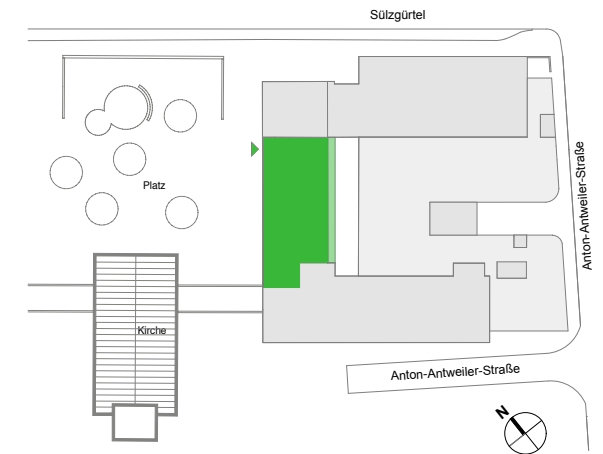 Sülzgürtel
Anton-Antweiler-Straße
Platz
Kirche
Anton-Antweiler-Straße
N